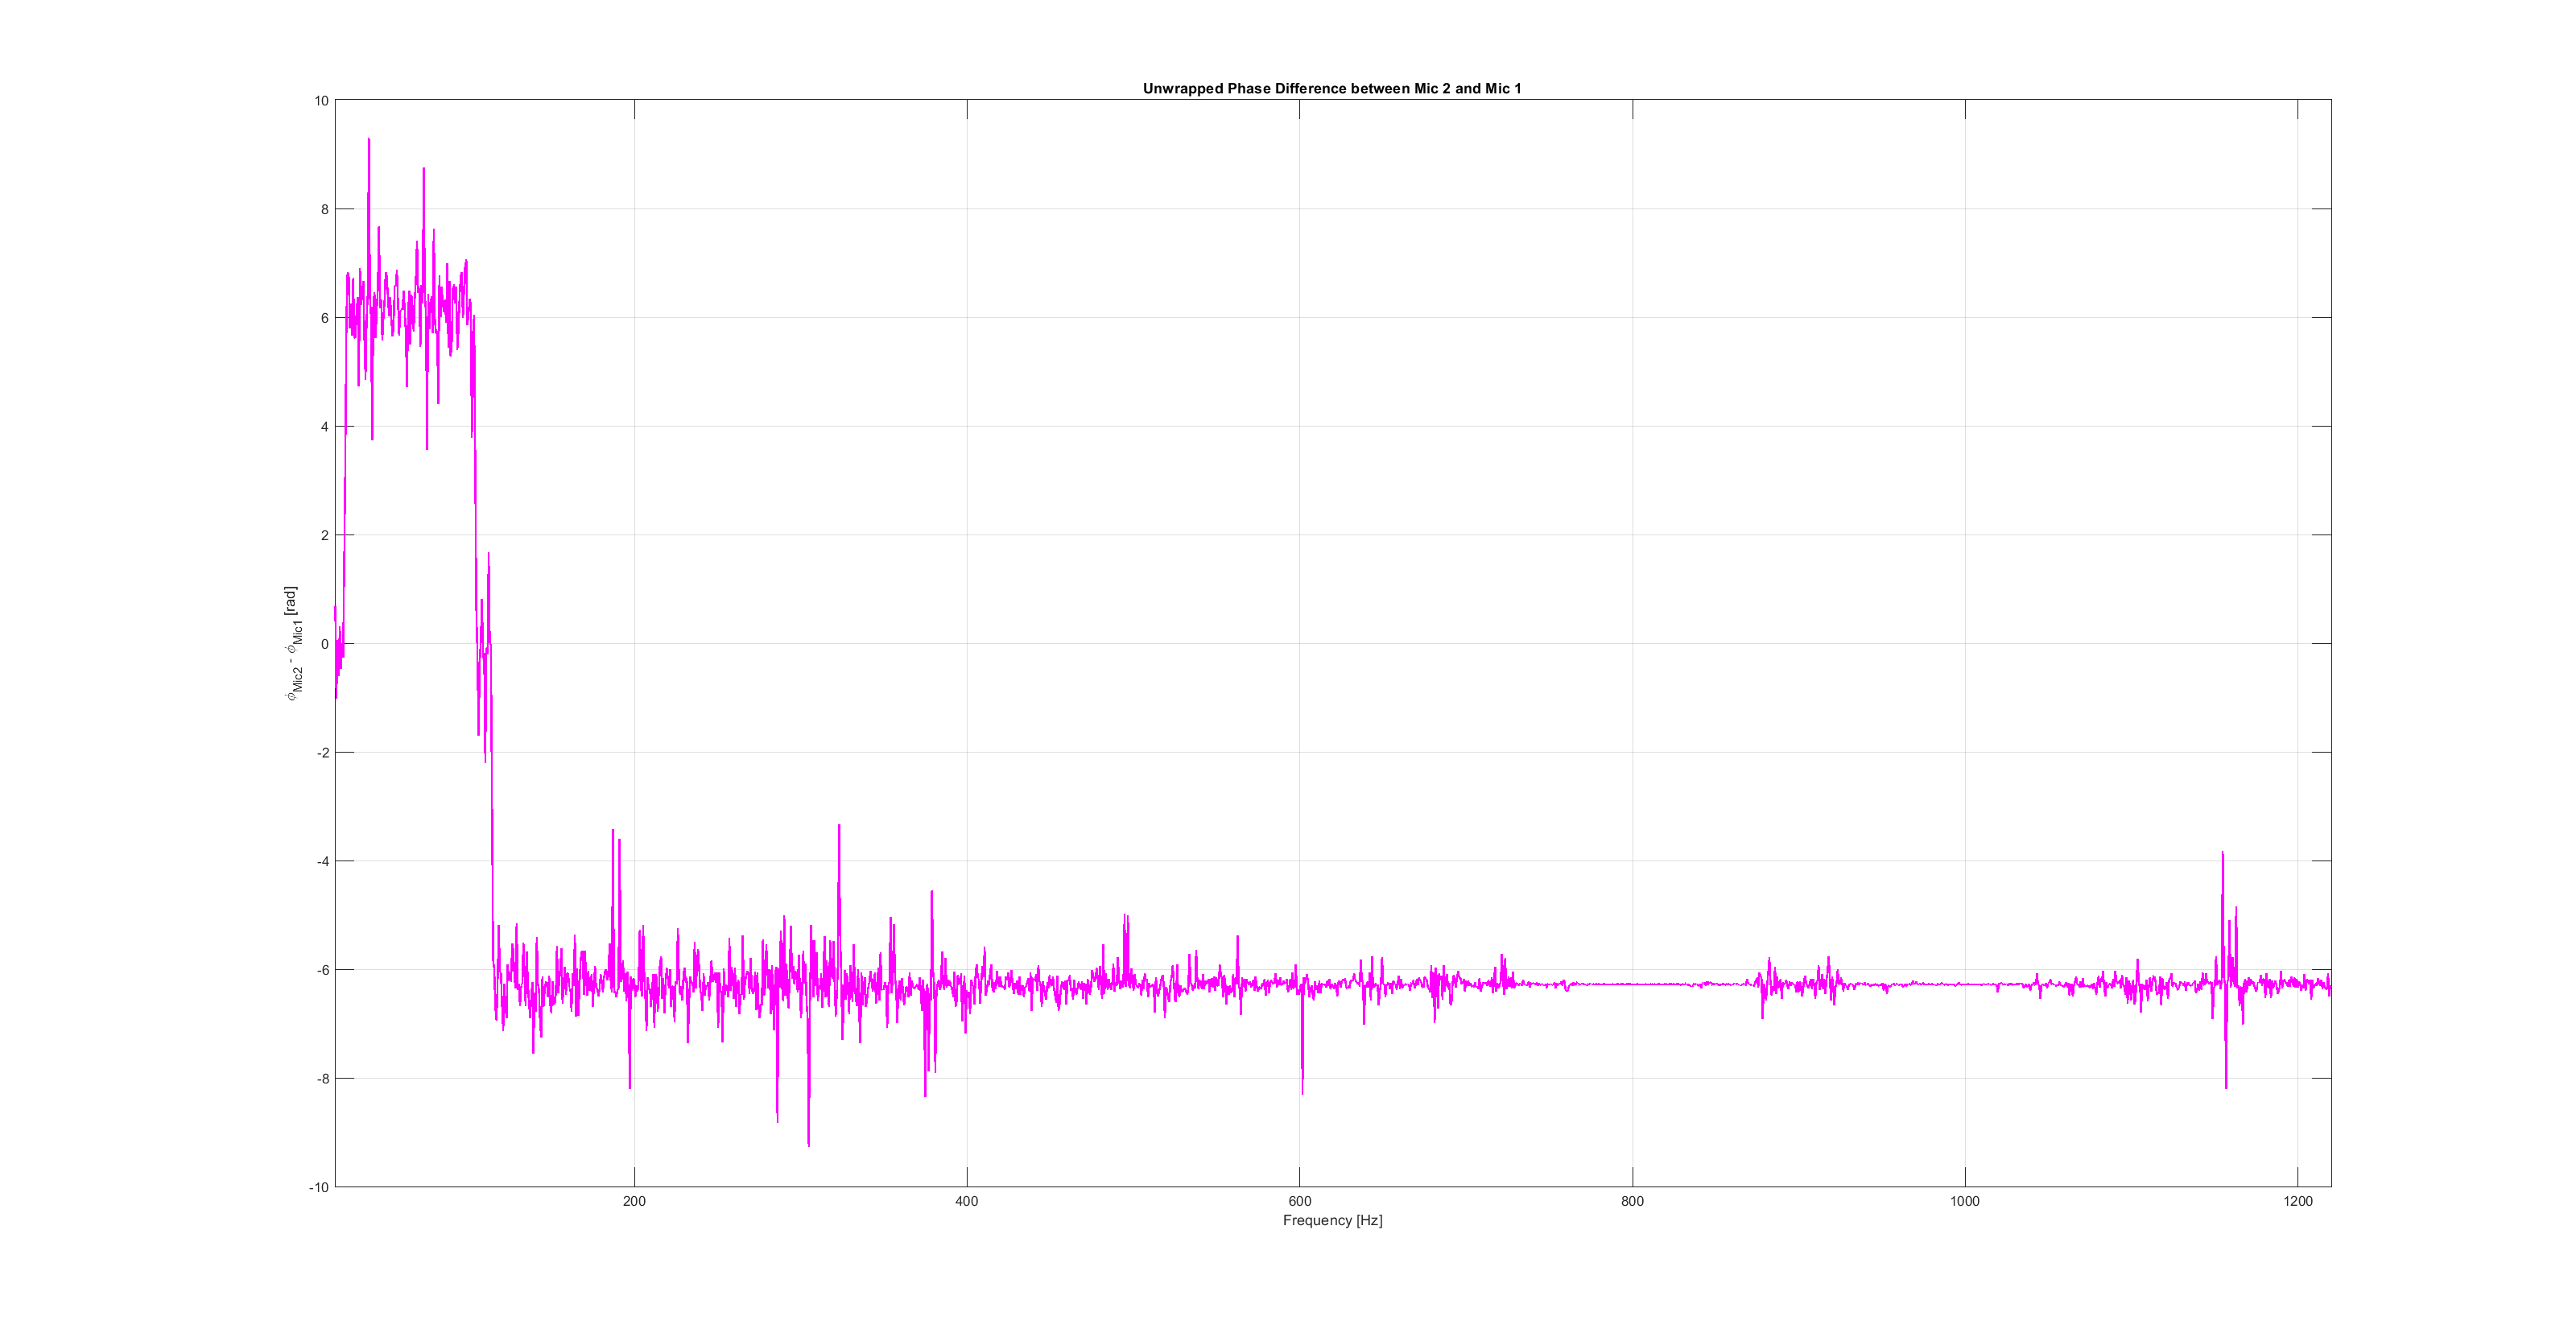 Unwrapped Phase Difference between Mic 2 and Mic 1
10
8
6
4
2
0
-2
-4
-6
-8
-10
ϕMic2 - ϕMic1 [rad]
200 400 600 800 1000 1200
Frequency [Hz]